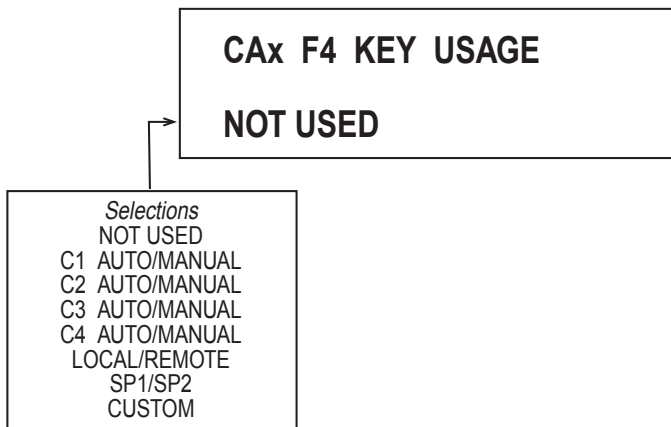 CAx F4 KEY USAGE
NOT USED
Selections
NOT USED
C1 AUTO/MANUAL
C2 AUTO/MANUAL
C3 AUTO/MANUAL
C4 AUTO/MANUAL
LOCAL/REMOTE
SP1/SP2
CUSTOM